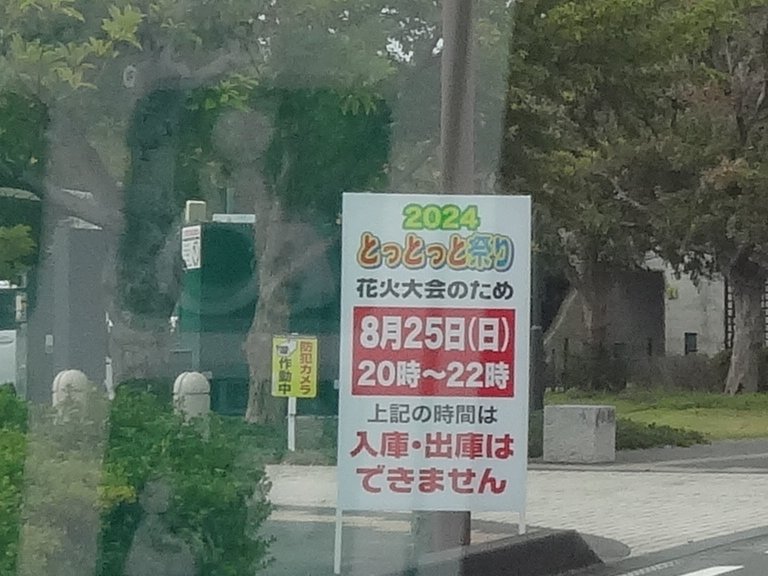 2024
とっとっと祭り
花火大会のため
8月25日(日)
20時～22時
上記の時間は
入庫・出庫は
できません
防犯カメラ
作動中